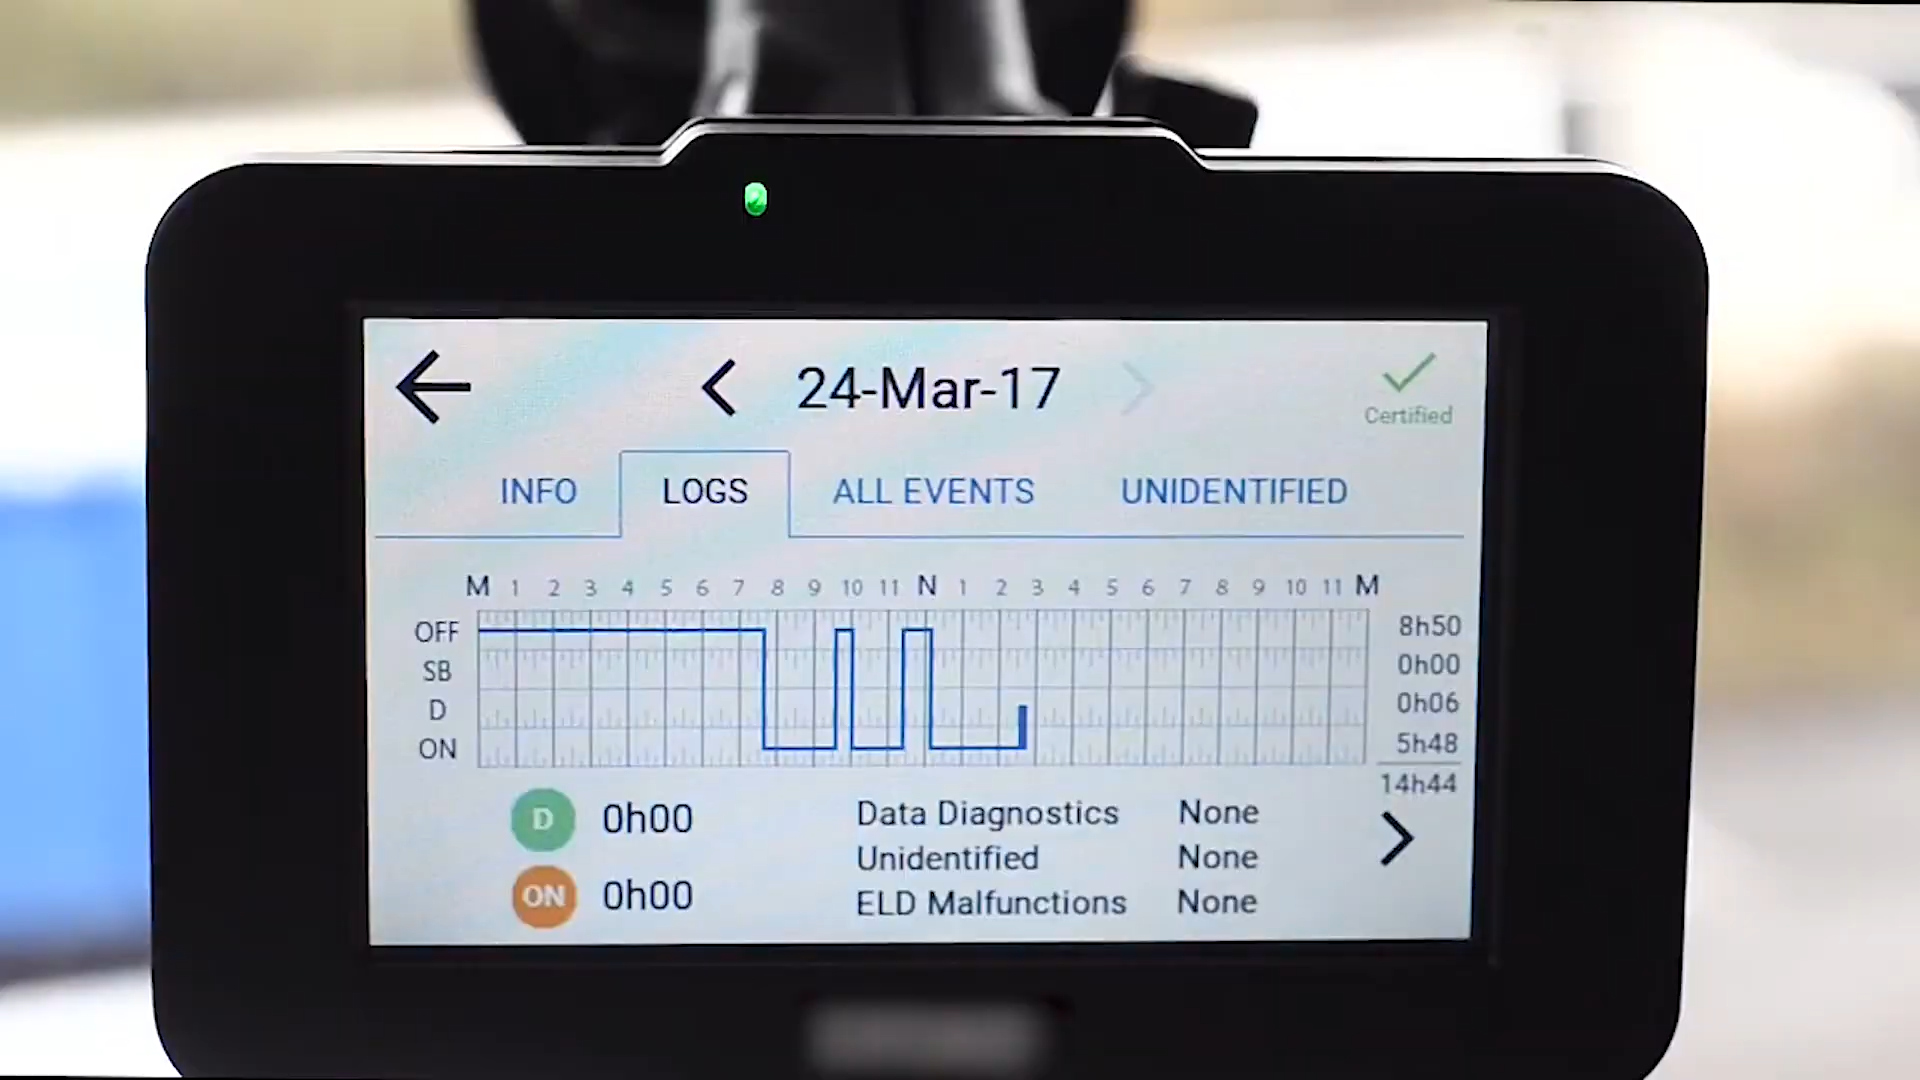 24-Mar-17
Certified
INFO LOGS ALL EVENTS UNIDENTIFIED
M 1 2 3 4 5 6 7 8 9 10 11 N 1 2 3 4 5 6 7 8 9 10 11 M
OFF 8h50
SB 0h00
D 0h06
ON 5h48
14h44
D 0h00 Data Diagnostics None
Unidentified None
ON 0h00 ELD Malfunctions None